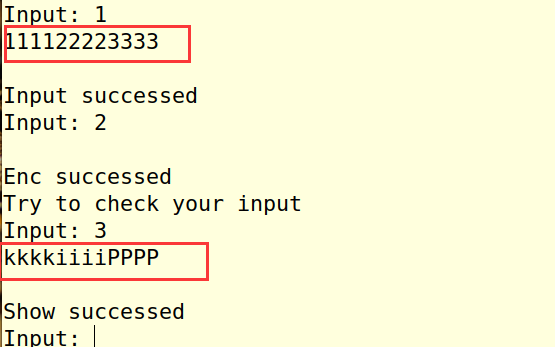 Input: 1
111122223333
Input successed
Input: 2
Enc successed
Try to check your input
Input: 3
kkkkiiiiPPPP
Show successed
Input: